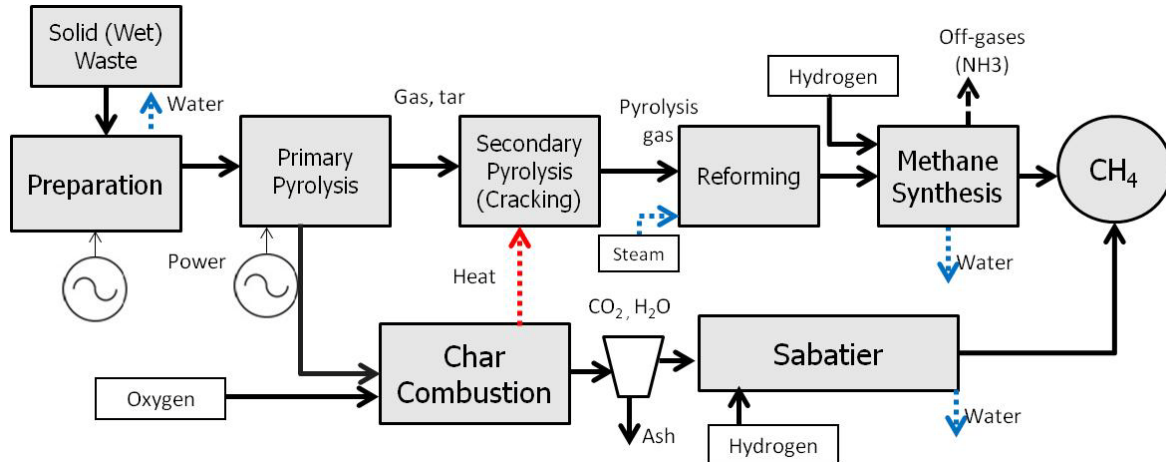 Solid (Wet)
Waste
Water
Preparation
Gas, tar
Primary
Pyrolysis
Power
Secondary
Pyrolysis
(Cracking)
Heat
Pyrolysis
gas
Reforming
Steam
Hydrogen
Off-gases
(NH3)
Methane
Synthesis
Water
CH₄
Oxygen
Char
Combustion
CO₂ , H₂O
Ash
Sabatier
Hydrogen
Water